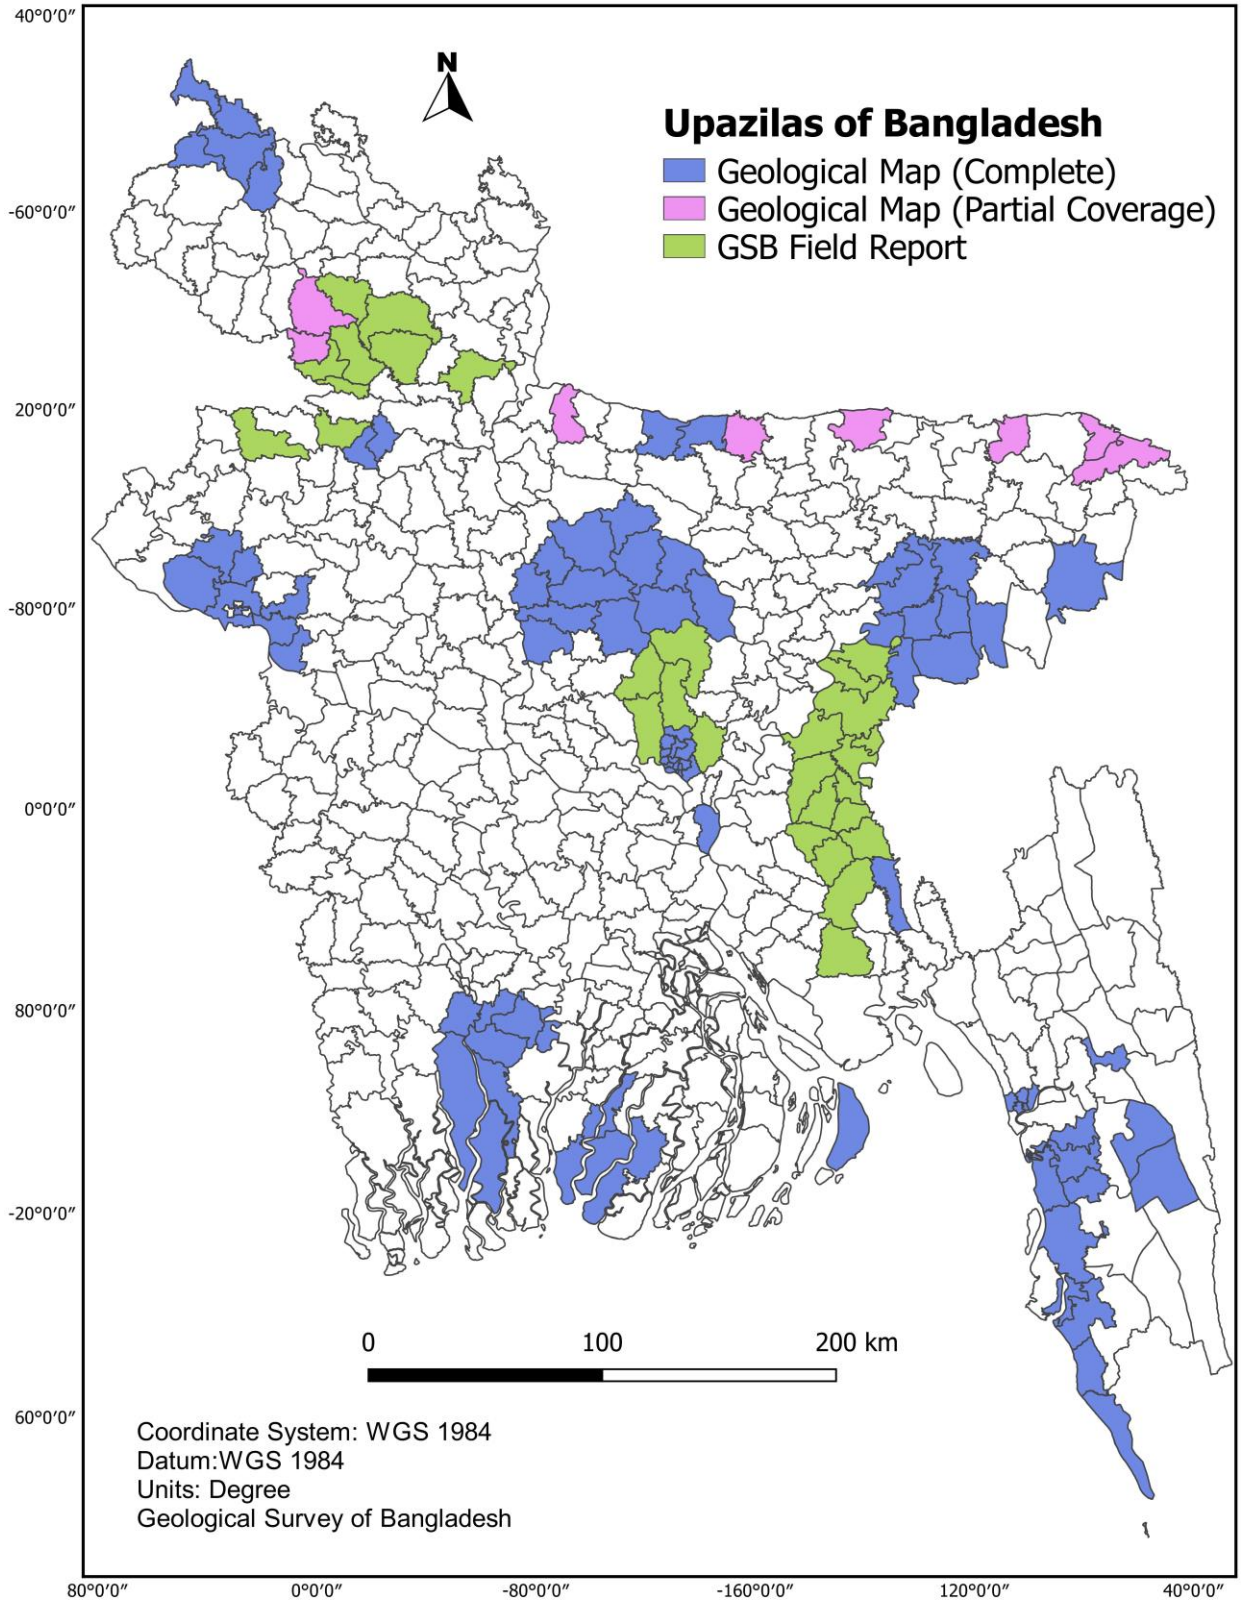 40°0′0″
N
Upazilas of Bangladesh
Geological Map (Complete)
Geological Map (Partial Coverage)
GSB Field Report
-60°0′0″
20°0′0″
-80°0′0″
0°0′0″
80°0′0″
-20°0′0″
0 100 200 km
60°0′0″
Coordinate System: WGS 1984
Datum:WGS 1984
Units: Degree
Geological Survey of Bangladesh
80°0′0″ 0°0′0″ -80°0′0″ -160°0′0″ 120°0′0″ 40°0′0″